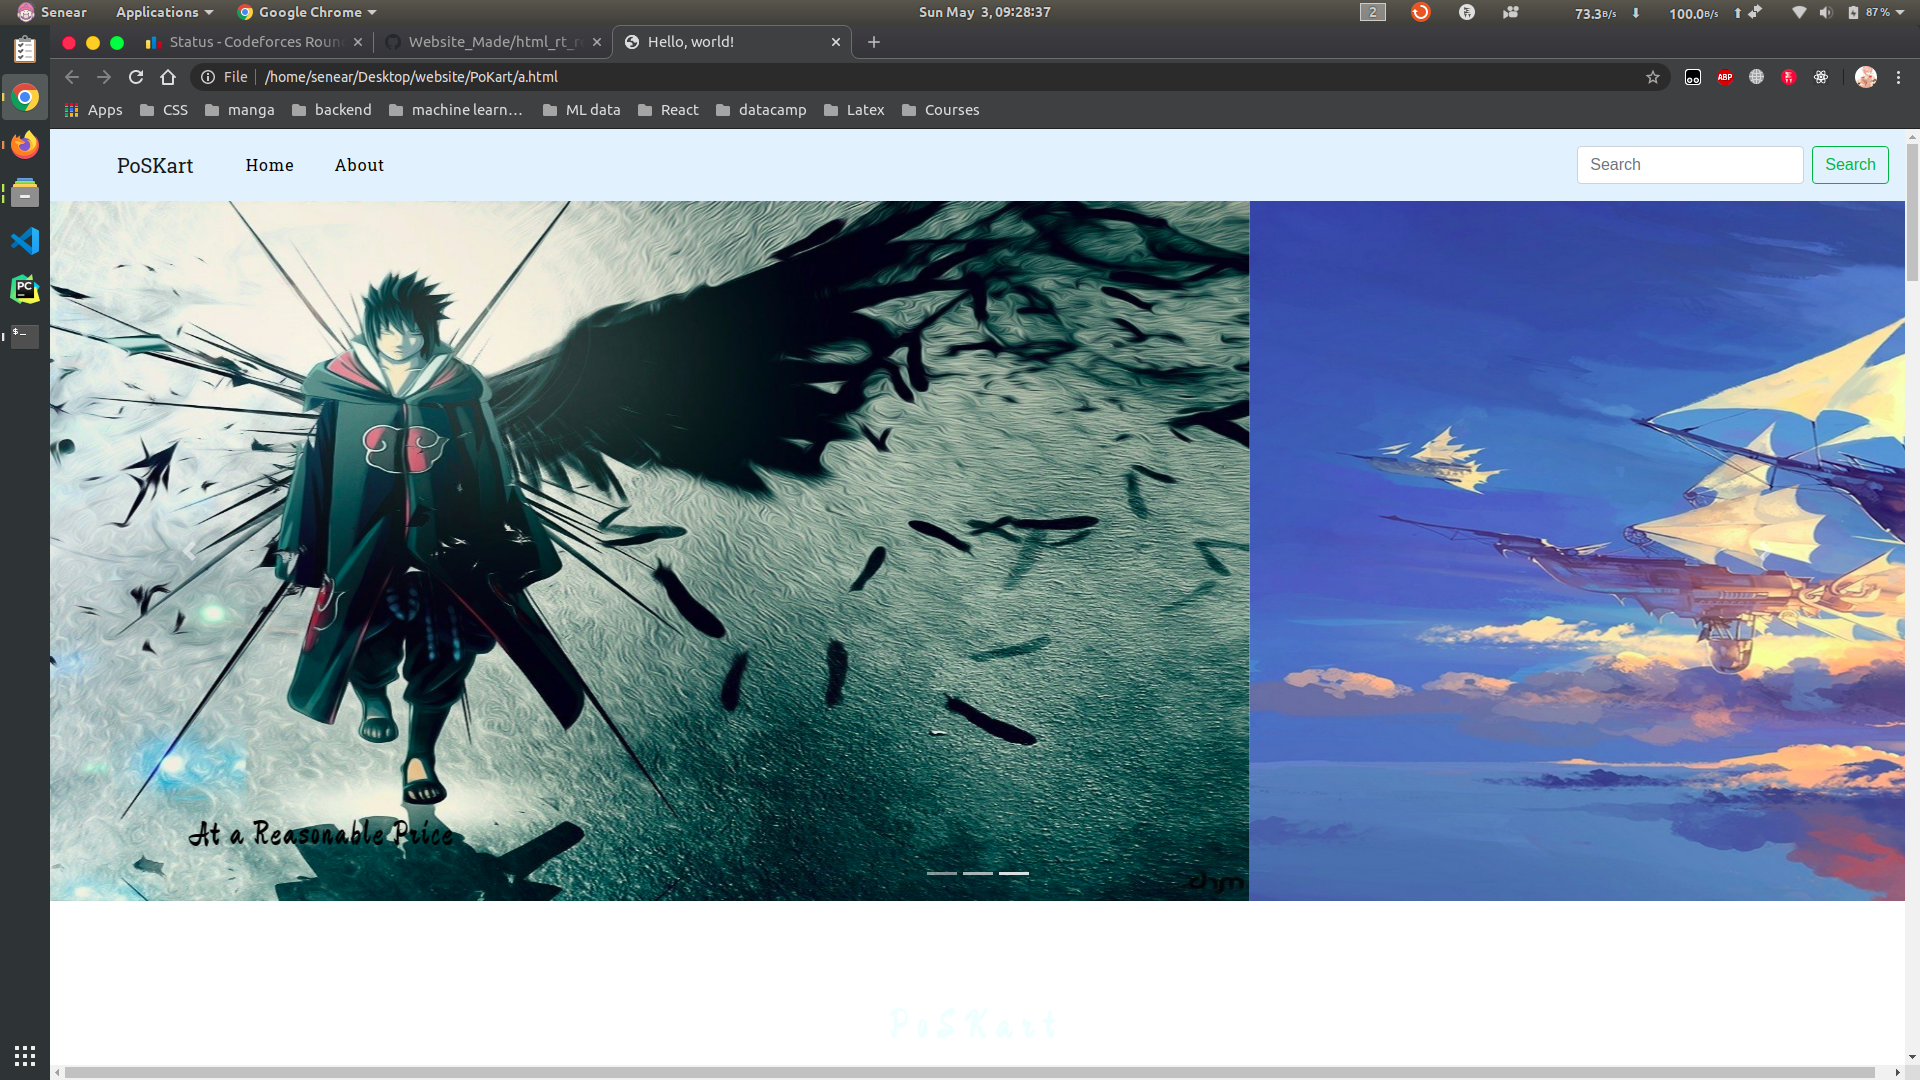 Senear Applications Google Chrome Sun May 3, 09:28:37 2 73.3B/s 100.0B/s 87%
Status - Codeforces Roun Website_Made/html_rt_r Hello, world!
File /home/senear/Desktop/website/PoKart/a.html ABP
Apps CSS manga backend machine learn… ML data React datacamp Latex Courses
PoSKart Home About Search Search
PC
$_
At a Reasonable Price
PoSKart